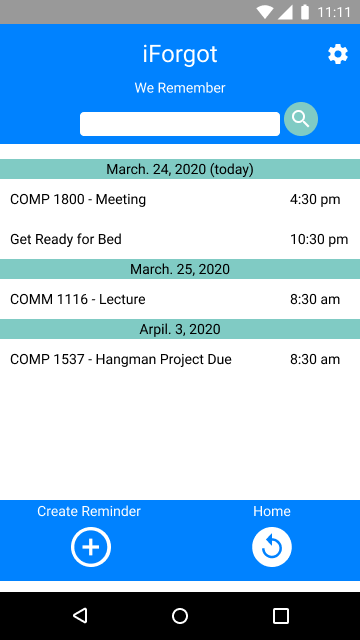 11:11
iForgot
We Remember
March. 24, 2020 (today)
COMP 1800 - Meeting 4:30 pm
Get Ready for Bed 10:30 pm
March. 25, 2020
COMM 1116 - Lecture 8:30 am
Arpil. 3, 2020
COMP 1537 - Hangman Project Due 8:30 am
Create Reminder Home